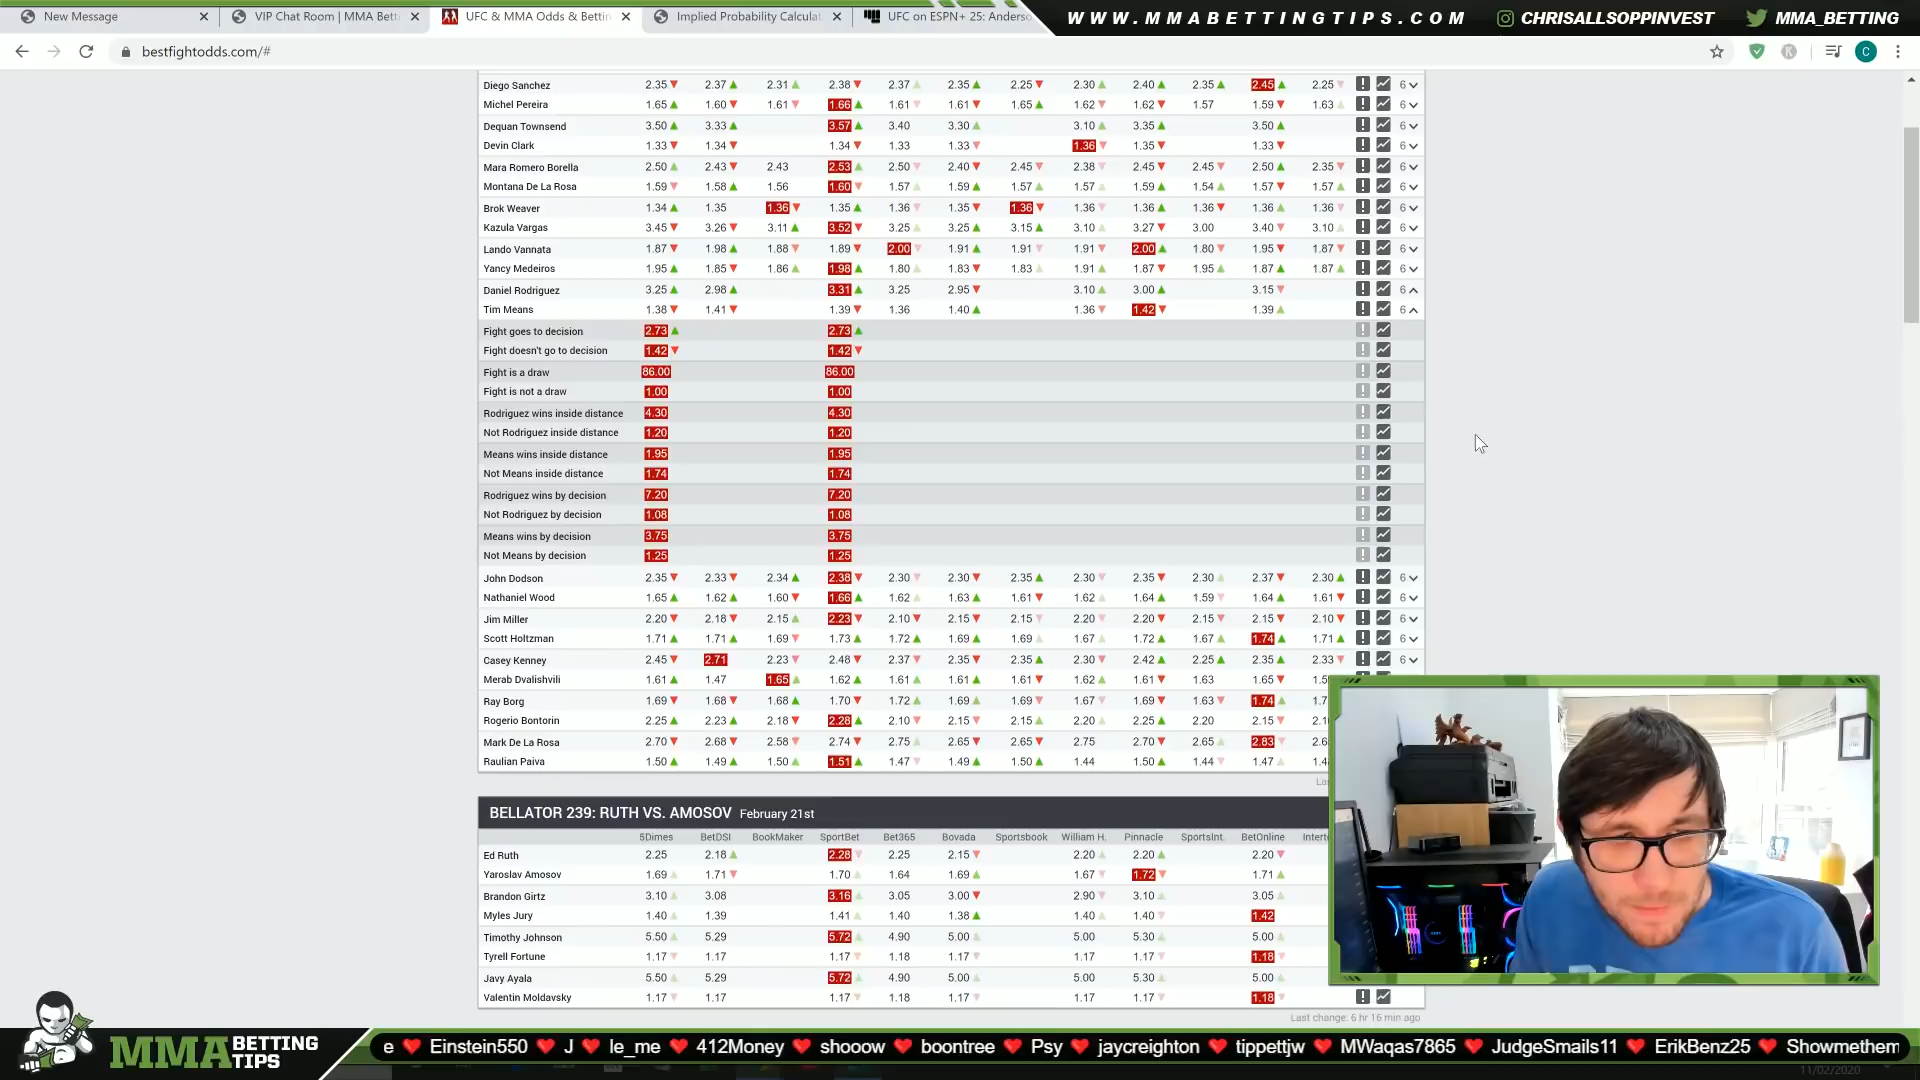 New Message × VIP Chat Room | MMA Betti × UFC & MMA Odds & Bettin × Implied Probability Calculat × UFC on ESPN+ 25: Anderso
WWW.MMABETTINGTIPS.COM CHRISALLSOPPINVEST MMA_BETTING
bestfightodds.com/#
Diego Sanchez 2.35 2.37 2.31 2.38 2.37 2.35 2.25 2.30 2.40 2.35 2.45 2.25 6
Michel Pereira 1.65 1.60 1.61 1.66 1.61 1.61 1.65 1.62 1.62 1.57 1.59 1.63 6
Dequan Townsend 3.50 3.33 3.57 3.40 3.30 3.10 3.35 3.50 6
Devin Clark 1.33 1.34 1.34 1.33 1.33 1.36 1.35 1.33 6
Mara Romero Borella 2.50 2.43 2.43 2.53 2.50 2.40 2.45 2.38 2.45 2.45 2.50 2.35 6
Montana De La Rosa 1.59 1.58 1.56 1.60 1.57 1.59 1.57 1.57 1.59 1.54 1.57 1.57 6
Brok Weaver 1.34 1.35 1.36 1.35 1.36 1.35 1.36 1.36 1.36 1.36 1.36 1.36 6
Kazula Vargas 3.45 3.26 3.11 3.52 3.25 3.25 3.15 3.10 3.27 3.00 3.40 3.10 6
Lando Vannata 1.87 1.98 1.88 1.89 2.00 1.91 1.91 1.91 2.00 1.80 1.95 1.87 6
Yancy Medeiros 1.95 1.85 1.86 1.98 1.80 1.83 1.83 1.91 1.87 1.95 1.87 1.87 6
Daniel Rodriguez 3.25 2.98 3.31 3.25 2.95 3.10 3.00 3.15 6
Tim Means 1.38 1.41 1.39 1.36 1.40 1.36 1.42 1.39 6
Fight goes to decision 2.73 2.73
Fight doesn't go to decision 1.42 1.42
Fight is a draw 86.00 86.00
Fight is not a draw 1.00 1.00
Rodriguez wins inside distance 4.30 4.30
Not Rodriguez inside distance 1.20 1.20
Means wins inside distance 1.95 1.95
Not Means inside distance 1.74 1.74
Rodriguez wins by decision 7.20 7.20
Not Rodriguez by decision 1.08 1.08
Means wins by decision 3.75 3.75
Not Means by decision 1.25 1.25
John Dodson 2.35 2.33 2.34 2.38 2.30 2.30 2.35 2.30 2.35 2.30 2.37 2.30 6
Nathaniel Wood 1.65 1.62 1.60 1.66 1.62 1.63 1.61 1.62 1.64 1.59 1.64 1.61 6
Jim Miller 2.20 2.18 2.15 2.23 2.10 2.15 2.15 2.20 2.20 2.15 2.15 2.10 6
Scott Holtzman 1.71 1.71 1.69 1.73 1.72 1.69 1.69 1.67 1.72 1.67 1.74 1.71 6
Casey Kenney 2.45 2.71 2.23 2.48 2.37 2.35 2.35 2.30 2.42 2.25 2.35 2.33 6
Merab Dvalishvili 1.61 1.47 1.65 1.62 1.61 1.61 1.61 1.62 1.61 1.63 1.65 1.5
Ray Borg 1.69 1.68 1.68 1.70 1.72 1.69 1.69 1.67 1.69 1.63 1.74 1.7
Rogerio Bontorin 2.25 2.23 2.18 2.28 2.10 2.15 2.15 2.20 2.25 2.20 2.15 2.1
Mark De La Rosa 2.70 2.68 2.58 2.74 2.75 2.65 2.65 2.75 2.70 2.65 2.83 2.6
Raulian Paiva 1.50 1.49 1.50 1.51 1.47 1.49 1.50 1.44 1.50 1.44 1.47 1.4
BELLATOR 239: RUTH VS. AMOSOV February 21st
5Dimes BetDSI BookMaker SportBet Bet365 Bovada Sportsbook William H. Pinnacle SportsInt. BetOnline Intert
Ed Ruth 2.25 2.18 2.28 2.25 2.15 2.20 2.20 2.20
Yaroslav Amosov 1.69 1.71 1.70 1.64 1.69 1.67 1.72 1.71
Brandon Girtz 3.10 3.08 3.16 3.05 3.00 2.90 3.10 3.05
Myles Jury 1.40 1.39 1.41 1.40 1.38 1.40 1.40 1.42
Timothy Johnson 5.50 5.29 5.72 4.90 5.00 5.00 5.30 5.00
Tyrell Fortune 1.17 1.17 1.17 1.18 1.17 1.17 1.17 1.18
Javy Ayala 5.50 5.29 5.72 4.90 5.00 5.00 5.30 5.00
Valentin Moldavsky 1.17 1.17 1.17 1.18 1.17 1.17 1.17 1.18
Last change: 6 hr 16 min ago
MMA BETTING TIPS
e ❤ Einstein550 ❤ J ❤ le_me ❤ 412Money ❤ shooow ❤ boontree ❤ Psy ❤ jaycreighton ❤ tippettjw ❤ MWaqas7865 ❤ JudgeSmails11 ❤ ErikBenz25 ❤ Showmethem
11/02/2020